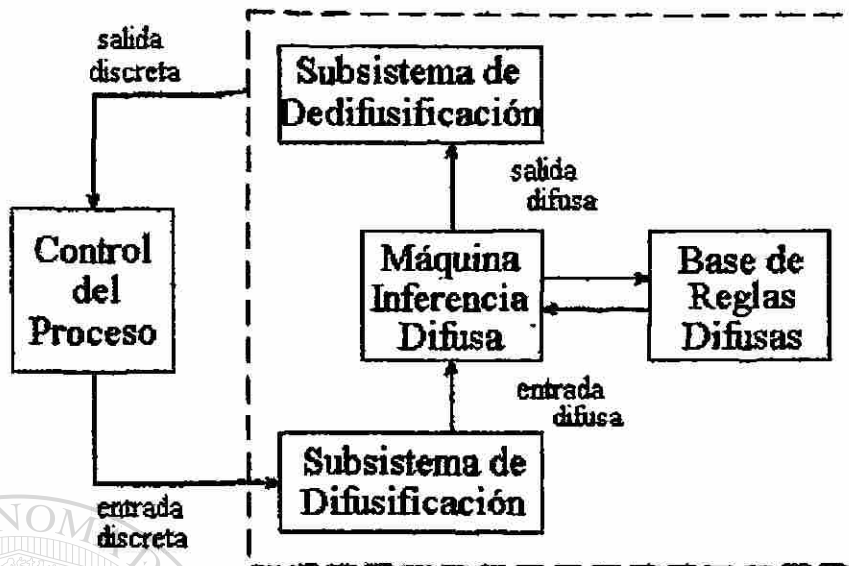 salida
discreta
Subsistema de
Dedifusificación
salida
difusa
Control
del
Proceso
Máquina
Inferencia
Difusa
Base de
Reglas
Difusas
entrada
difusa
Subsistema de
Difusificación
entrada
discreta